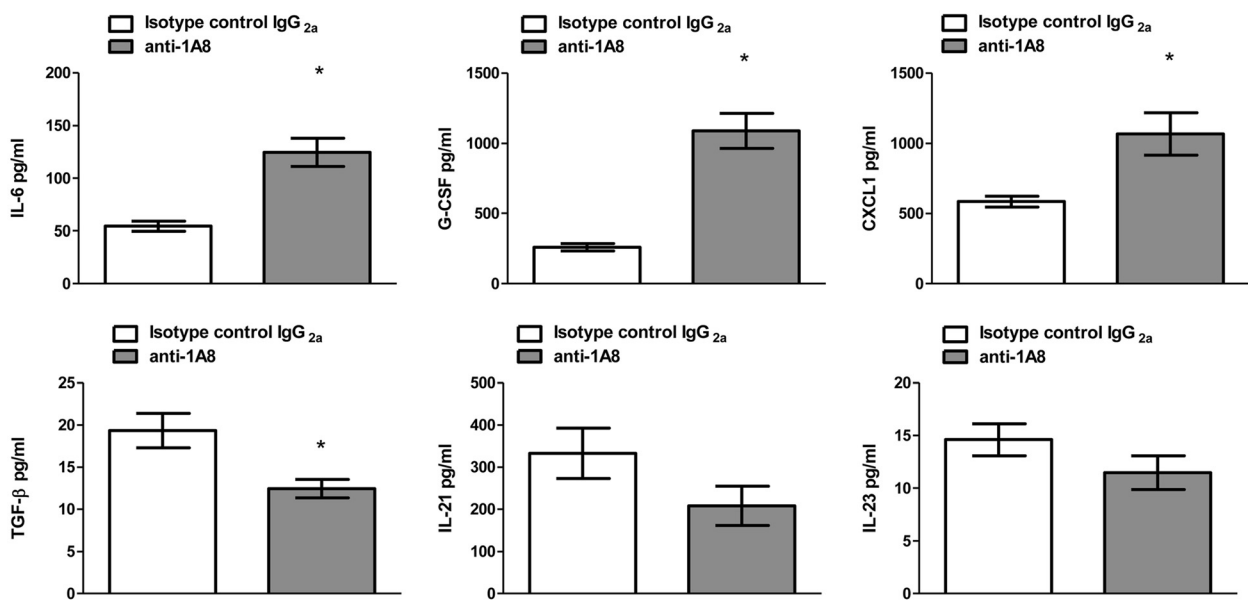 Isotype control IgG 2a
anti-1A8
IL-6 pg/ml
200
150
100
50
0
*
Isotype control IgG 2a
anti-1A8
G-CSF pg/ml
1500
1000
500
0
*
Isotype control IgG 2a
anti-1A8
CXCL1 pg/ml
1500
1000
500
0
*
Isotype control IgG 2a
anti-1A8
TGF-β pg/ml
25
20
15
10
5
0
*
Isotype control IgG 2a
anti-1A8
IL-21 pg/ml
500
400
300
200
100
0
Isotype control IgG 2a
anti-1A8
IL-23 pg/ml
20
15
10
5
0